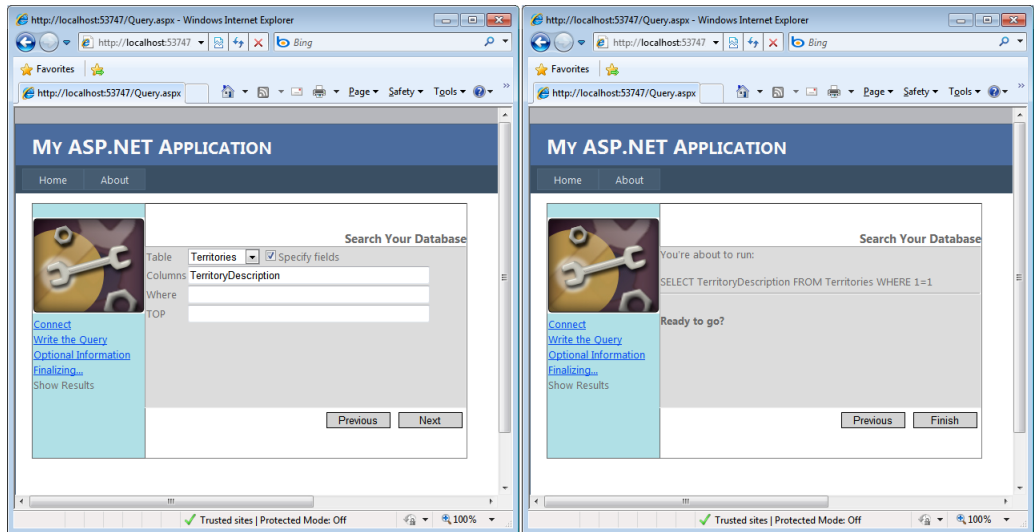 http://localhost:53747/Query.aspx - Windows Internet Explorer
http://localhost:53747
Bing
Favorites
http://localhost:53747/Query.aspx
Page
Safety
Tools
MY ASP.NET APPLICATION
Home About
Search Your Database
Table Territories Specify fields
Columns TerritoryDescription
Where
TOP
Connect
Write the Query
Optional Information
Finalizing...
Show Results
Previous Next
Trusted sites | Protected Mode: Off 100%
http://localhost:53747/Query.aspx - Windows Internet Explorer
http://localhost:53747
Bing
Favorites
http://localhost:53747/Query.aspx
Page
Safety
Tools
MY ASP.NET APPLICATION
Home About
Search Your Database
You're about to run:
SELECT TerritoryDescription FROM Territories WHERE 1=1
Ready to go?
Connect
Write the Query
Optional Information
Finalizing...
Show Results
Previous Finish
Trusted sites | Protected Mode: Off 100%